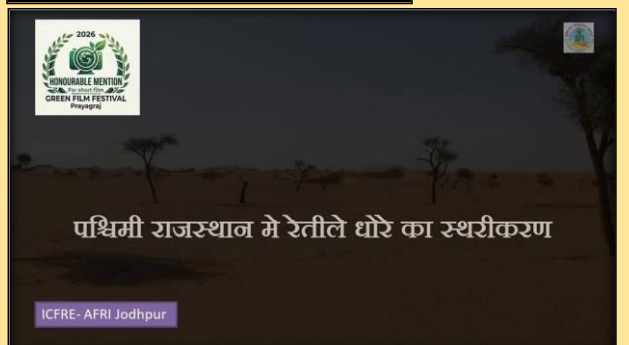 2026
HONOURABLE MENTION
For short film
GREEN FILM FESTIVAL
Prayagraj
पश्चिमी राजस्थान मे रेतीले धोरे का स्थरीकरण
ICFRE- AFRI Jodhpur